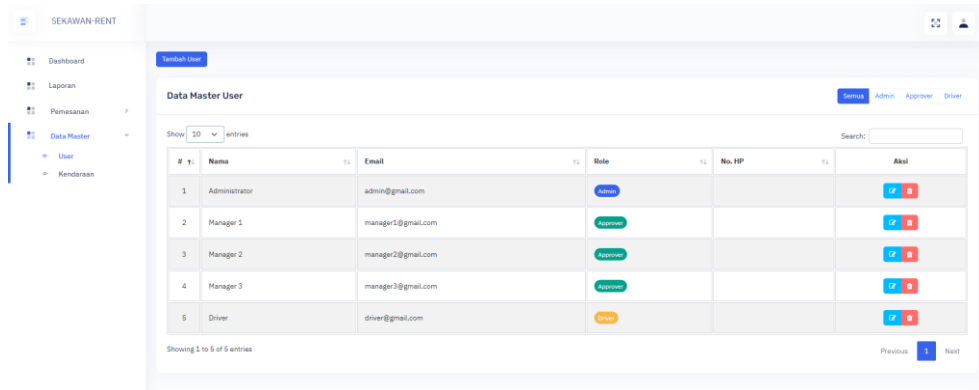 SEKAWAN-RENT
Dashboard
Laporan
Pemesanan
Data Master
User
Kendaraan
Tambah User
Data Master User
Semua Admin Approver Driver
Show 10 entries
Search:
# Nama Email Role No. HP Aksi
1 Administrator admin@gmail.com Admin
2 Manager 1 manager1@gmail.com Approver
3 Manager 2 manager2@gmail.com Approver
4 Manager 3 manager3@gmail.com Approver
5 Driver driver@gmail.com Driver
Showing 1 to 5 of 5 entries
Previous 1 Next